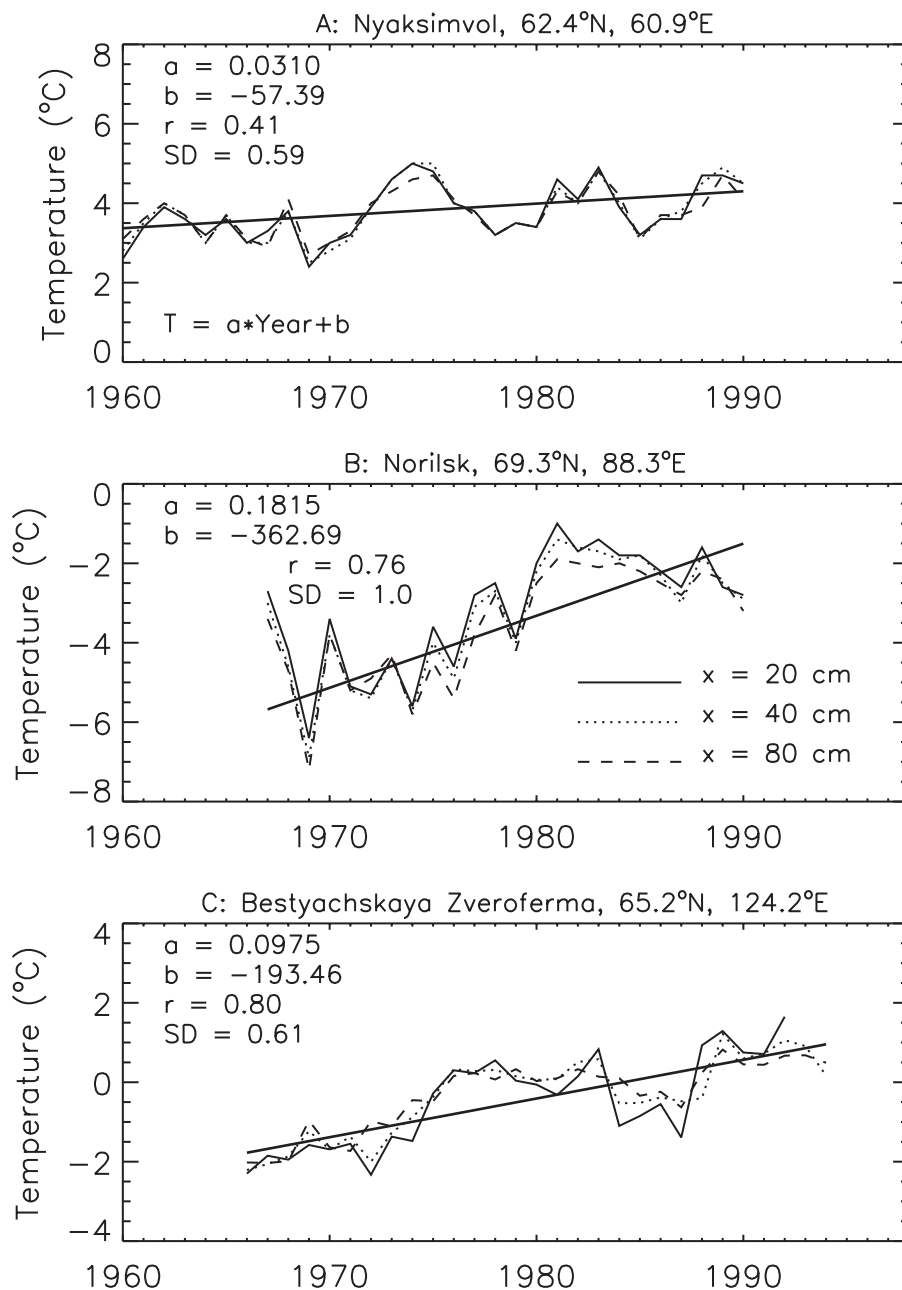 A: Nyaksimvol, 62.4°N, 60.9°E
Temperature (°C)
8
6
4
2
0
a = 0.0310
b = −57.39
r = 0.41
SD = 0.59
T = a*Year+b
1960 1970 1980 1990
B: Norilsk, 69.3°N, 88.3°E
Temperature (°C)
0
−2
−4
−6
−8
a = 0.1815
b = −362.69
r = 0.76
SD = 1.0
x = 20 cm
x = 40 cm
x = 80 cm
1960 1970 1980 1990
C: Bestyachskaya Zveroferma, 65.2°N, 124.2°E
Temperature (°C)
4
2
0
−2
−4
a = 0.0975
b = −193.46
r = 0.80
SD = 0.61
1960 1970 1980 1990